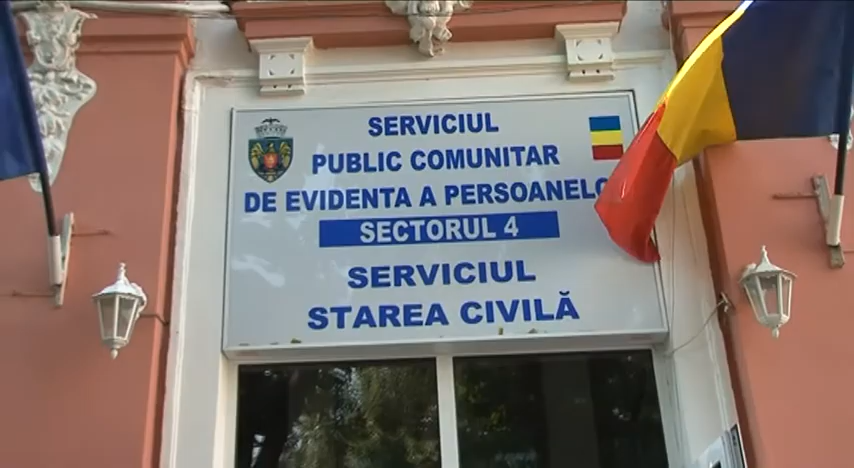 SERVICIUL
PUBLIC COMUNITAR
DE EVIDENTA A PERSOANELO
SECTORUL 4
SERVICIUL
STAREA CIVILĂ